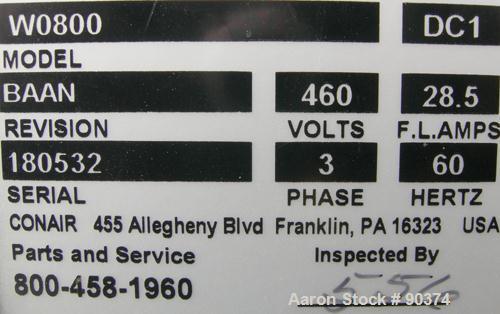 W0800 DC1
MODEL
BAAN 460 28.5
REVISION VOLTS F.L.AMPS
180532 3 60
SERIAL PHASE HERTZ
CONAIR 455 Allegheny Blvd Franklin, PA 16323 USA
Parts and Service Inspected By
800-458-1960
Aaron Stock # 90374